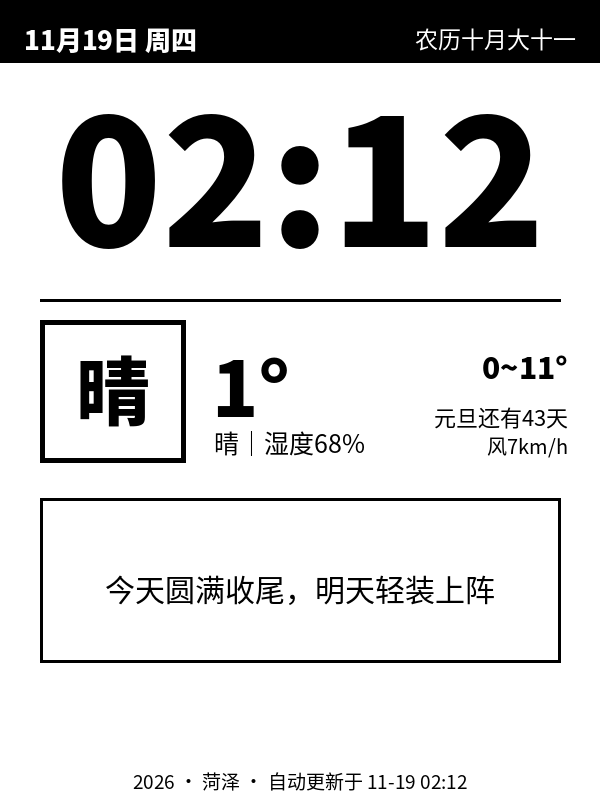 11月19日 周四
农历十月大十一
02:12
晴
1°
晴｜湿度68%
0~11°
元旦还有43天
风7km/h
今天圆满收尾，明天轻装上阵
2026 • 菏泽 • 自动更新于 11-19 02:12